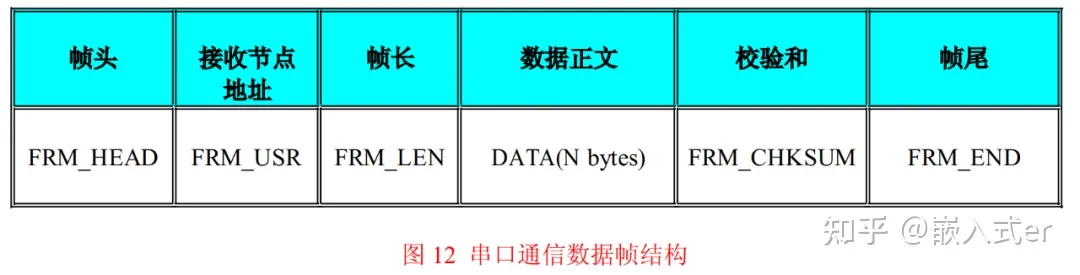 帧头
接收节点
地址
帧长
数据正文
校验和
帧尾
FRM_HEAD
FRM_USR
FRM_LEN
DATA(N bytes)
FRM_CHKSUM
FRM_END
知乎 @嵌入式er
图 12 串口通信数据帧结构